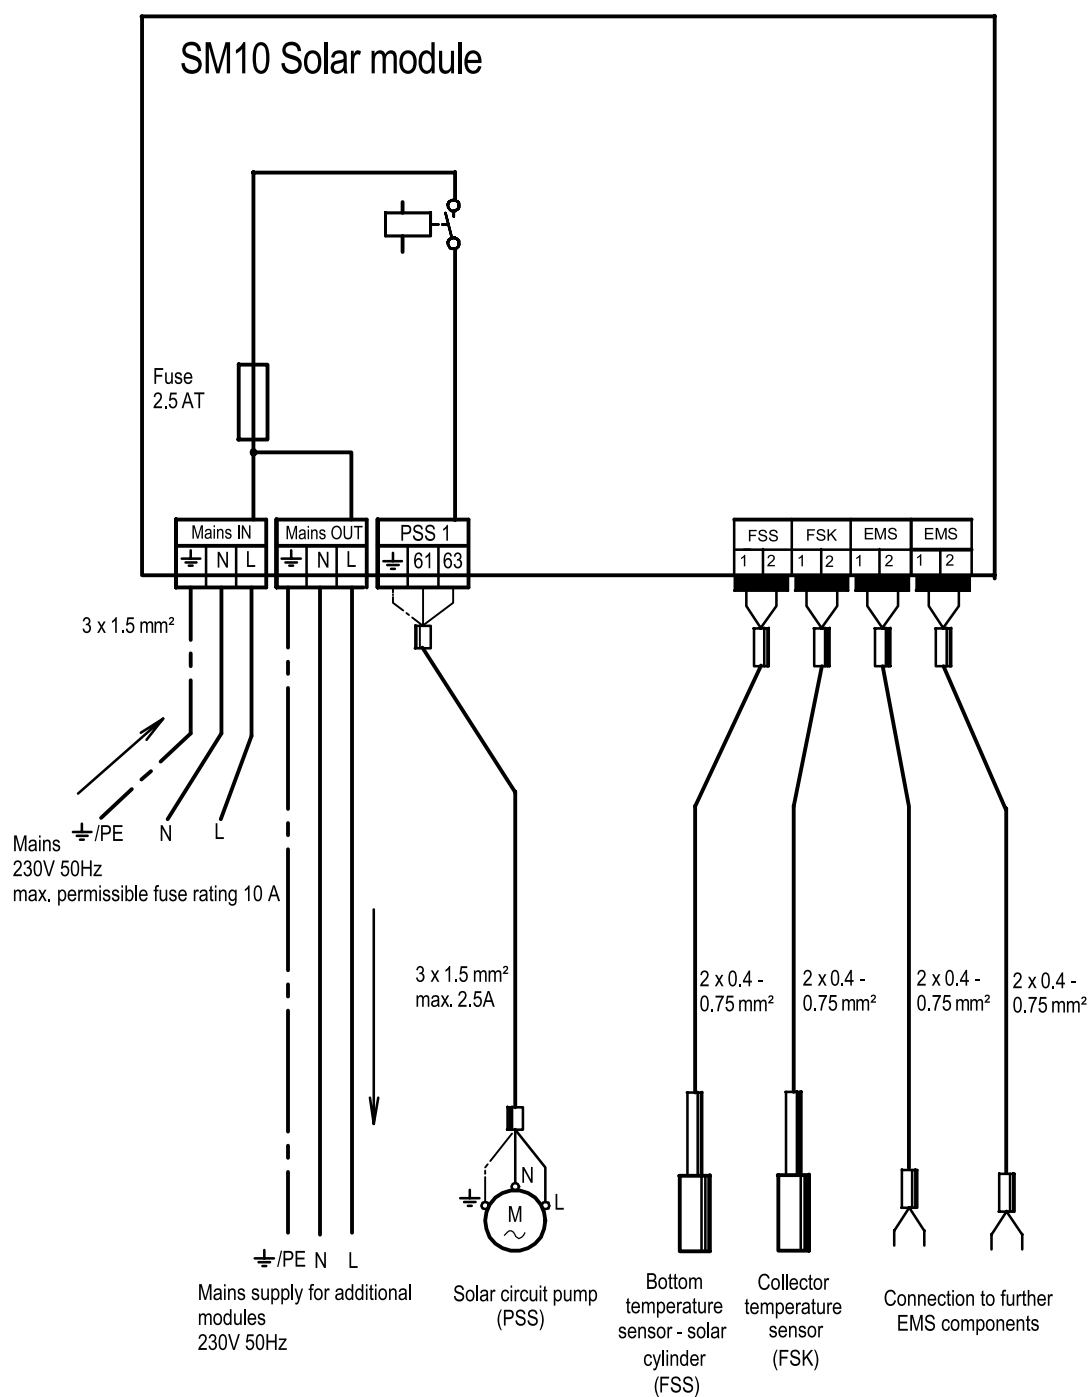 SM10 Solar module
Fuse
2.5 AT
Mains IN
Mains OUT
PSS 1
FSS
FSK
EMS
EMS
N
L
N
L
61
63
1
2
1
2
1
2
1
2
3 x 1.5 mm²
/PE
N
L
Mains
230V 50Hz
max. permissible fuse rating 10 A
3 x 1.5 mm²
max. 2.5A
2 x 0.4 -
0.75 mm²
2 x 0.4 -
0.75 mm²
2 x 0.4 -
0.75 mm²
2 x 0.4 -
0.75 mm²
N
L
M
/PE
N
L
Mains supply for additional
modules
230V 50Hz
Solar circuit pump
(PSS)
Bottom
temperature
sensor - solar
cylinder
(FSS)
Collector
temperature
sensor
(FSK)
Connection to further
EMS components